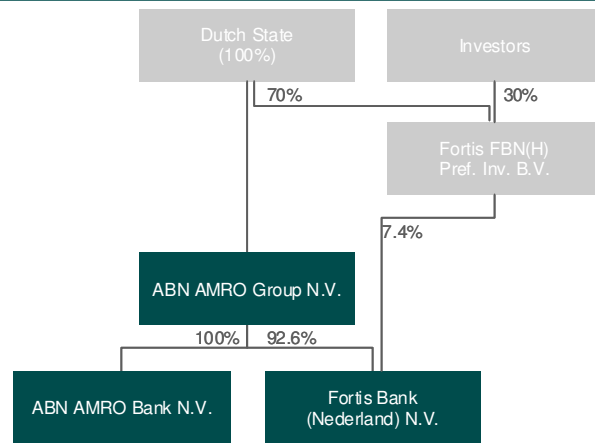 Dutch State
(100%)
Investors
70%
30%
Fortis FBN(H)
Pref. Inv. B.V.
7.4%
ABN AMRO Group N.V.
100%
92.6%
ABN AMRO Bank N.V.
Fortis Bank
(Nederland) N.V.